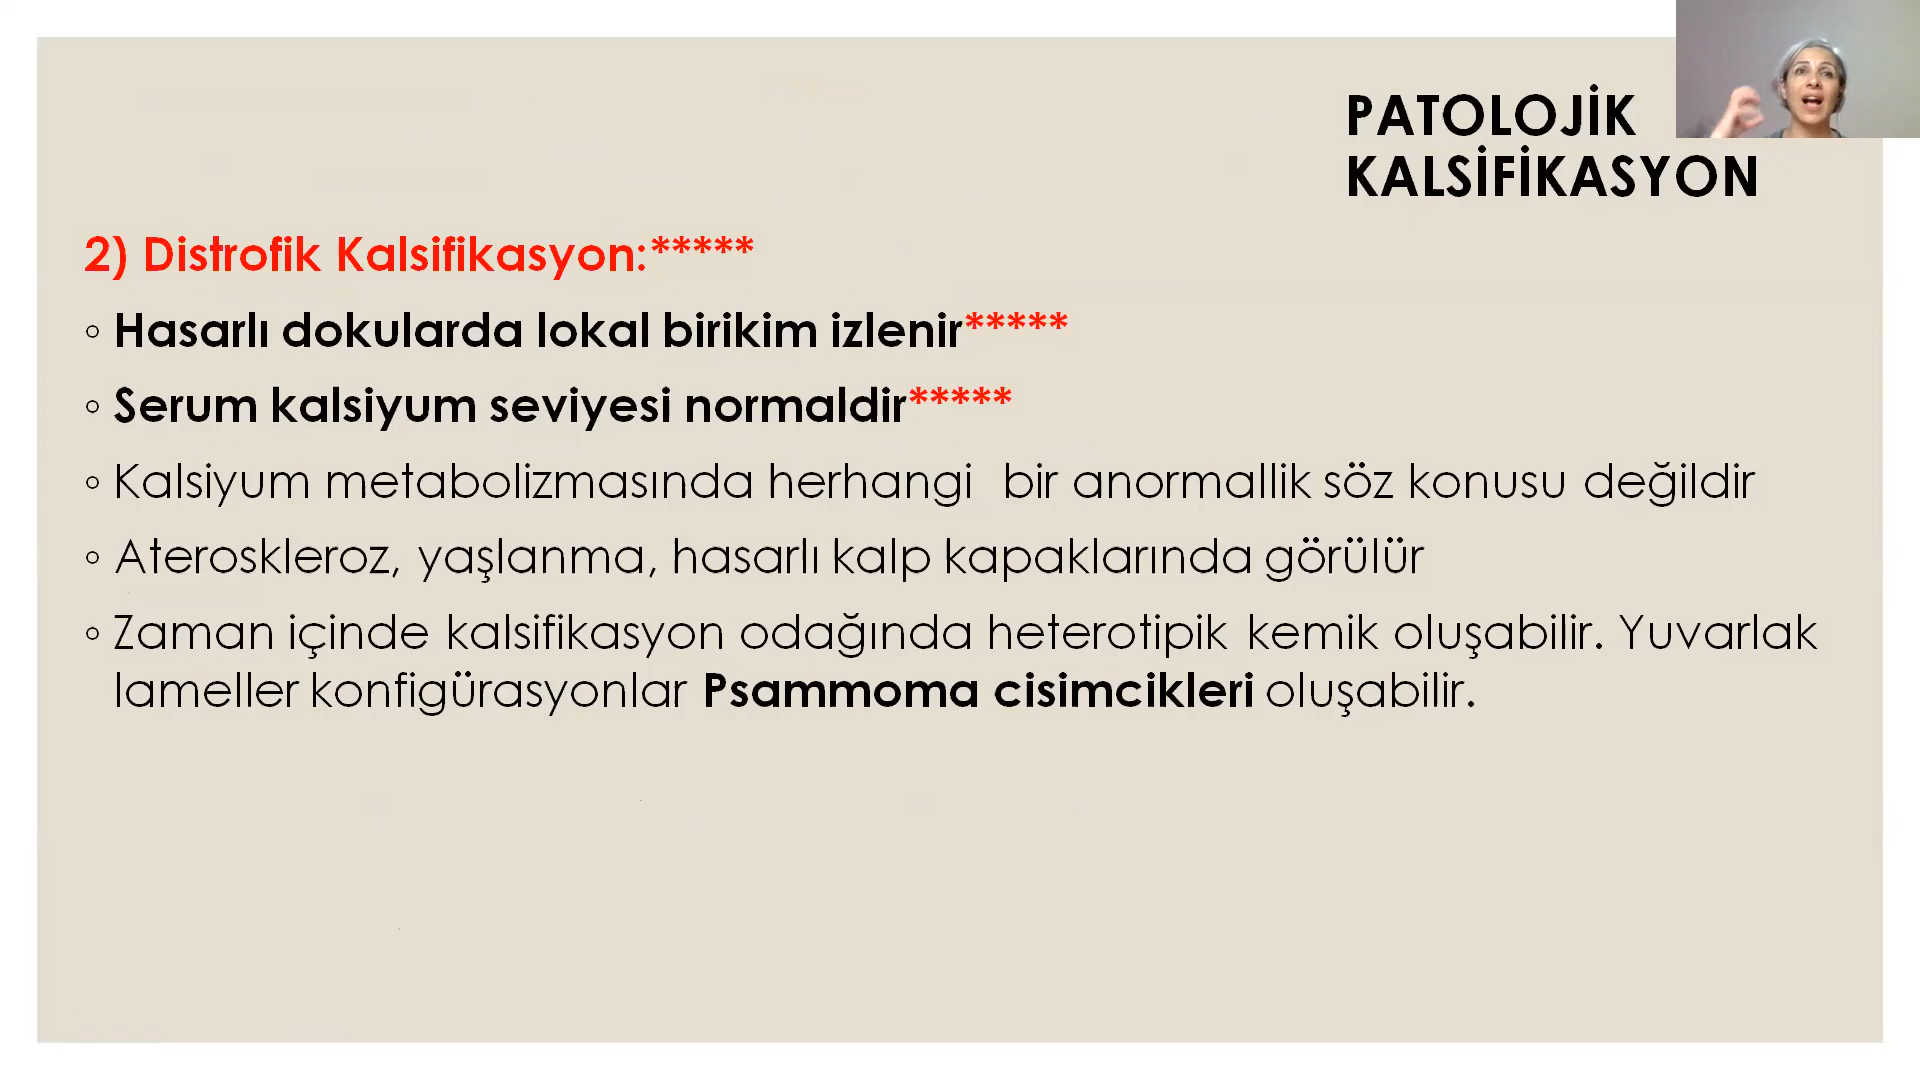 PATOLOJİK
KALSİFİKASYON
2) Distrofik Kalsifikasyon:*****
◦ Hasarlı dokularda lokal birikim izlenir*****
◦ Serum kalsiyum seviyesi normaldir*****
◦ Kalsiyum metabolizmasında herhangi  bir anormallik söz konusu değildir
◦ Ateroskleroz, yaşlanma, hasarlı kalp kapaklarında görülür
◦ Zaman içinde kalsifikasyon odağında heterotipik kemik oluşabilir. Yuvarlak
lameller konfigürasyonlar Psammoma cisimcikleri oluşabilir.